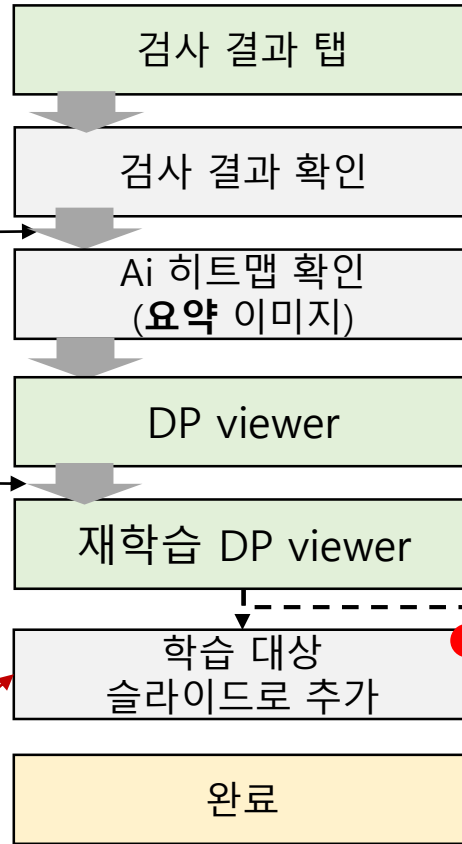 검사 결과 탭
검사 결과 확인
Ai 히트맵 확인
(요약 이미지)
DP viewer
재학습 DP viewer
학습 대상
슬라이드로 추가
완료